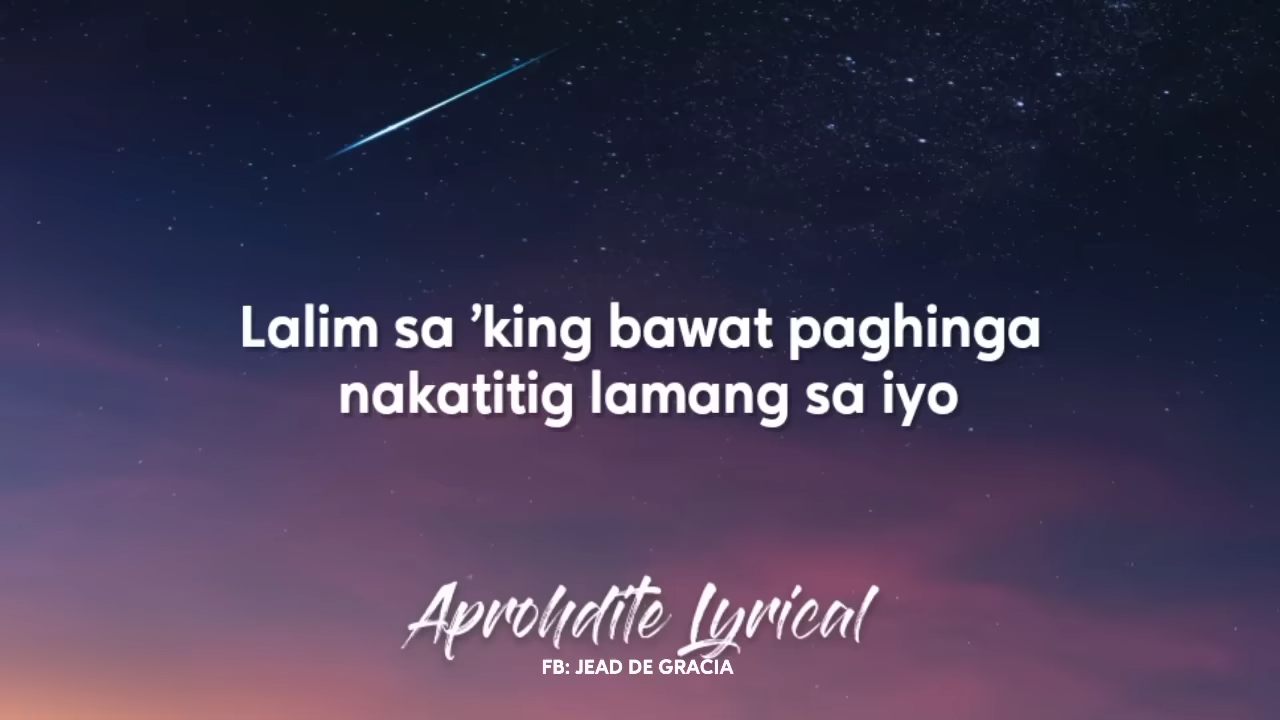 Lalim sa ’king bawat paghinga
nakatitig lamang sa iyo
Aprohdite Lyrical
FB: JEAD DE GRACIA